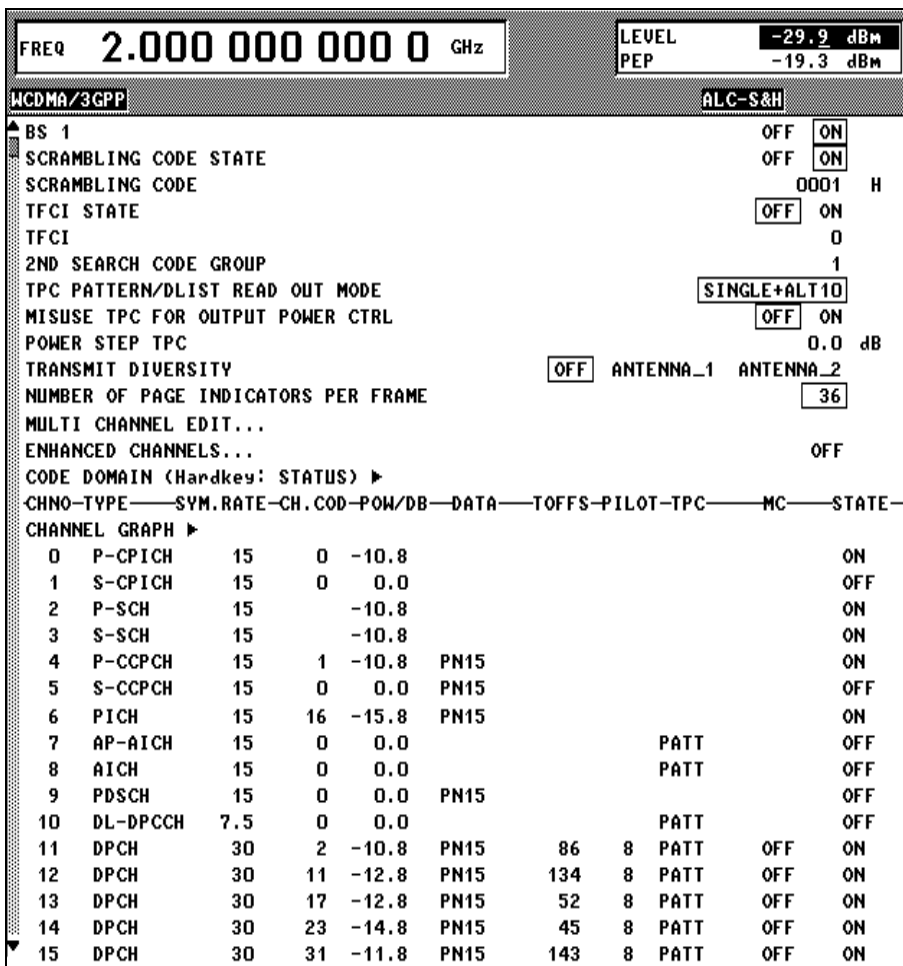 FREQ 2.000 000 000 0 GHz
LEVEL -29.9 dBm
PEP -19.3 dBm
WCDMA/3GPP ALC-S&H
BS 1 OFF ON
SCRAMBLING CODE STATE OFF ON
SCRAMBLING CODE 0001 H
TFCI STATE OFF ON
TFCI 0
2ND SEARCH CODE GROUP 1
TPC PATTERN/DLIST READ OUT MODE SINGLE+ALT10
MISUSE TPC FOR OUTPUT POWER CTRL OFF ON
POWER STEP TPC 0.0 dB
TRANSMIT DIVERSITY OFF ANTENNA_1 ANTENNA_2
NUMBER OF PAGE INDICATORS PER FRAME 36
MULTI CHANNEL EDIT...
ENHANCED CHANNELS... OFF
CODE DOMAIN (Hardkey: STATUS) ▶
CHNO-TYPE——SYM.RATE-CH.COD-POW/DB—DATA——TOFFS-PILOT-TPC——MC——STATE-
CHANNEL GRAPH ▶
0 P-CPICH 15 0 -10.8 ON
1 S-CPICH 15 0 0.0 OFF
2 P-SCH 15 -10.8 ON
3 S-SCH 15 -10.8 ON
4 P-CCPCH 15 1 -10.8 PN15 ON
5 S-CCPCH 15 0 0.0 PN15 OFF
6 PICH 15 16 -15.8 PN15 ON
7 AP-AICH 15 0 0.0 PATT OFF
8 AICH 15 0 0.0 PATT OFF
9 PDSCH 15 0 0.0 PN15 OFF
10 DL-DPCCH 7.5 0 0.0 PATT OFF
11 DPCH 30 2 -10.8 PN15 86 8 PATT OFF ON
12 DPCH 30 11 -12.8 PN15 134 8 PATT OFF ON
13 DPCH 30 17 -12.8 PN15 52 8 PATT OFF ON
14 DPCH 30 23 -14.8 PN15 45 8 PATT OFF ON
15 DPCH 30 31 -11.8 PN15 143 8 PATT OFF ON